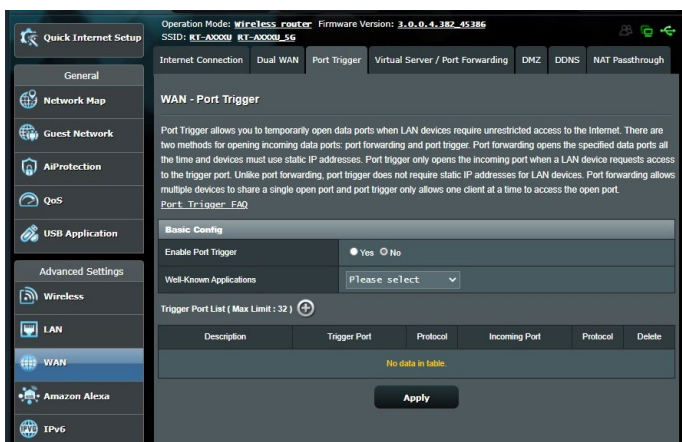 Operation Mode: Wireless router Firmware Version: 3.0.0.4.382_45386
SSID: RT-AXXXU RT-AXXXU_5G
Quick Internet Setup
General
Network Map
Guest Network
AiProtection
QoS
USB Application
Advanced Settings
Wireless
LAN
WAN
Amazon Alexa
IPv6
Internet Connection Dual WAN Port Trigger Virtual Server / Port Forwarding DMZ DDNS NAT Passthrough
WAN - Port Trigger
Port Trigger allows you to temporarily open data ports when LAN devices require unrestricted access to the Internet. There are
two methods for opening incoming data ports: port forwarding and port trigger. Port forwarding opens the specified data ports all
the time and devices must use static IP addresses. Port trigger only opens the incoming port when a LAN device requests access
to the trigger port. Unlike port forwarding, port trigger does not require static IP addresses for LAN devices. Port forwarding allows
multiple devices to share a single open port and port trigger only allows one client at a time to access the open port.
Port Trigger FAQ
Basic Config
Enable Port Trigger Yes No
Well-Known Applications Please select
Trigger Port List ( Max Limit : 32 )
Description Trigger Port Protocol Incoming Port Protocol Delete
No data in table.
Apply